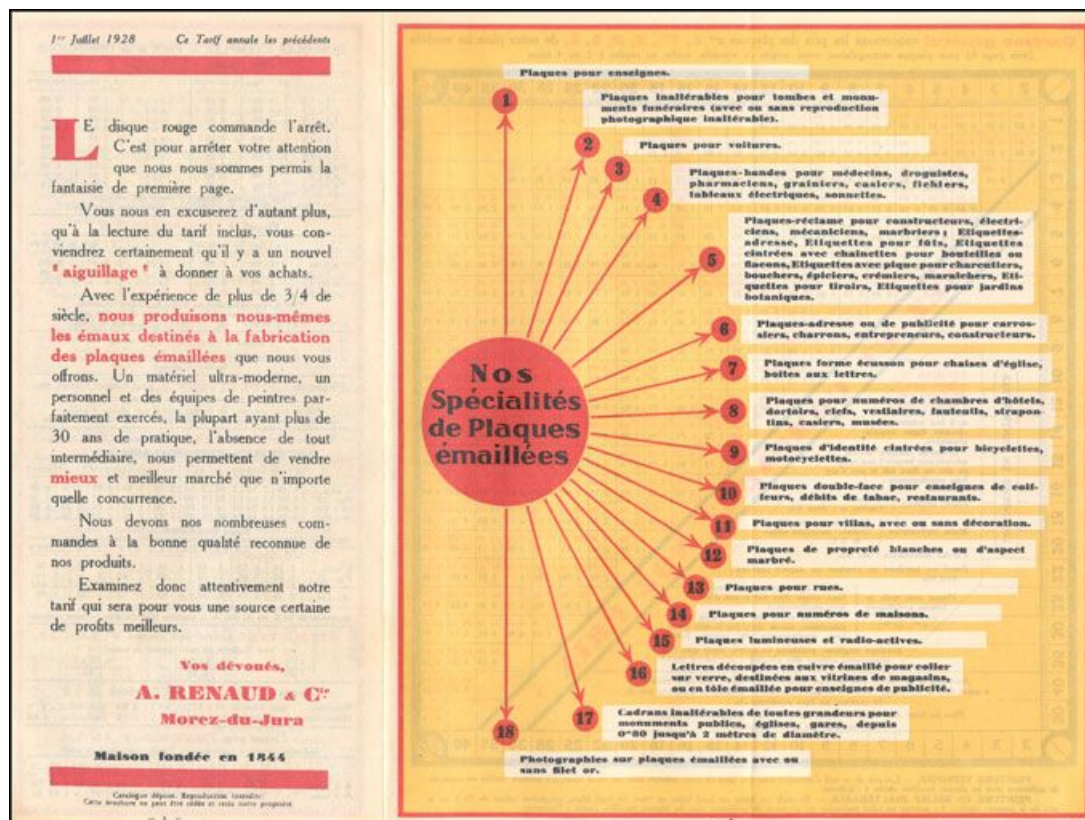 1er Juillet 1928 Ce Tarif annule les précédents
LE disque rouge commande l'arrêt.
C'est pour arrêter votre attention
que nous nous sommes permis la
fantaisie de première page.
Vous nous en excuserez d'autant plus,
qu'à la lecture du tarif inclus, vous con-
viendrez certainement qu'il y a un nouvel
"aiguillage" à donner à vos achats.
Avec l'expérience de plus de 3/4 de
siècle, nous produisons nous-mêmes
les émaux destinés à la fabrication
des plaques émaillées que nous vous
offrons. Un matériel ultra-moderne, un
personnel et des équipes de peintres par-
faitement exercés, la plupart ayant plus de
30 ans de pratique, l'absence de tout
intermédiaire, nous permettent de vendre
mieux et meilleur marché que n'importe
quelle concurrence.
Nous devons nos nombreuses com-
mandes à la bonne qualité reconnue de
nos produits.
Examinez donc attentivement notre
tarif qui sera pour vous une source certaine
de profits meilleurs.
Vos dévoués,
A. RENAUD & Cie
Morez-du-Jura
Maison fondée en 1844
Catalogue déposé. Reproduction interdite.
Cette brochure ne peut être cédée et reste notre propriété.
Nos
Spécialités
de Plaques
émaillées
1
Plaques pour enseignes.
2
Plaques inaltérables pour tombes et monu-
ments funéraires (avec ou sans reproduction
photographique inaltérable).
3
Plaques pour voitures.
4
Plaques-bandes pour médecins, droguistes,
pharmaciens, grainiers, casiers, fichiers,
tableaux électriques, sonnettes.
5
Plaques-réclame pour constructeurs, électri-
ciens, mécaniciens, marbriers ; Etiquettes-
adresse, Etiquettes pour fûts, Etiquettes
cintrées avec chainettes pour bouteilles ou
flacons, Etiquettes avec pique pour charcutiers,
bouchers, épiciers, crémiers, maraîchers, Eti-
quettes pour tiroirs, Etiquettes pour jardins
botaniques.
6
Plaques-adresse ou de publicité pour carros-
siers, charrons, entrepreneurs, constructeurs.
7
Plaques forme écusson pour chaises d'église,
boîtes aux lettres.
8
Plaques pour numéros de chambres d'hôtels,
dortoirs, clefs, vestiaires, fauteuils, strapon-
tins, casiers, musées.
9
Plaques d'identité cintrées pour bicyclettes,
motocyclettes.
10
Plaques double-face pour enseignes de coif-
feurs, débits de tabac, restaurants.
11
Plaques pour villas, avec ou sans décoration.
12
Plaques de propreté blanches ou d'aspect
marbré.
13
Plaques pour rues.
14
Plaques pour numéros de maisons.
15
Plaques lumineuses et radio-actives.
16
Lettres découpées en cuivre émaillé pour coller
sur verre, destinées aux vitrines de magasins,
ou en tôle émaillée pour enseignes de publicité.
17
Cadrans inaltérables de toutes grandeurs pour
monuments publics, églises, gares, depuis
0m80 jusqu'à 2 mètres de diamètre.
18
Photographies sur plaques émaillées avec ou
sans filet or.